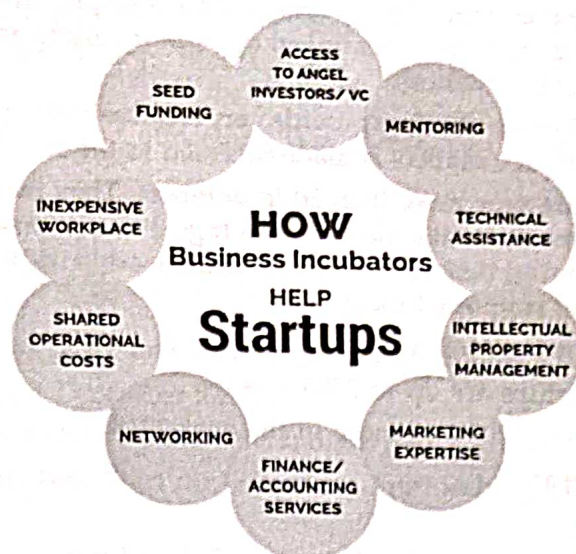 HOW
Business Incubators
HELP
Startups
ACCESS
TO ANGEL
INVESTORS/ VC
MENTORING
TECHNICAL
ASSISTANCE
INTELLECTUAL
PROPERTY
MANAGEMENT
MARKETING
EXPERTISE
FINANCE/
ACCOUNTING
SERVICES
NETWORKING
SHARED
OPERATIONAL
COSTS
INEXPENSIVE
WORKPLACE
SEED
FUNDING